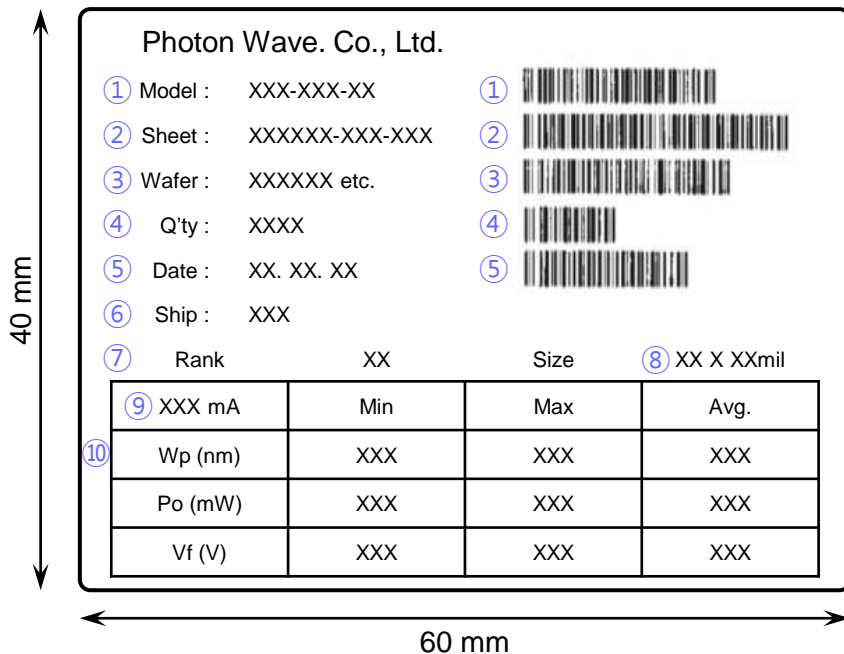 Photon Wave. Co., Ltd.
① Model : XXX-XXX-XX ①
② Sheet : XXXXXX-XXX-XXX ②
③ Wafer : XXXXXX etc. ③
④ Q'ty : XXXX ④
⑤ Date : XX. XX. XX ⑤
⑥ Ship : XXX
⑦ Rank XX Size ⑧ XX X XXmil
⑨ XXX mA Min Max Avg.
⑩ Wp (nm) XXX XXX XXX
Po (mW) XXX XXX XXX
Vf (V) XXX XXX XXX
40 mm
60 mm